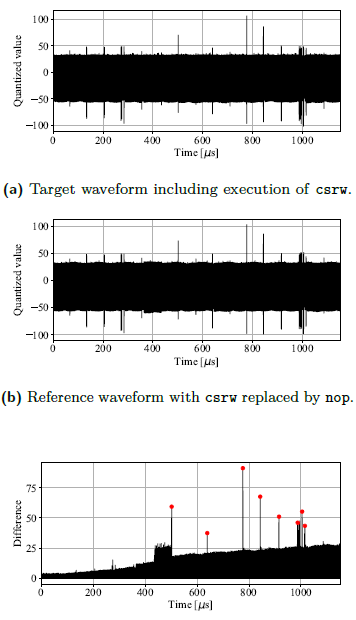 100
50
0
−50
−100
Quantized value
0 200 400 600 800 1000
Time [μs]
(a) Target waveform including execution of csrw.
100
50
0
−50
−100
Quantized value
0 200 400 600 800 1000
Time [μs]
(b) Reference waveform with csrw replaced by nop.
75
50
25
0
Difference
0 200 400 600 800 1000
Time [μs]